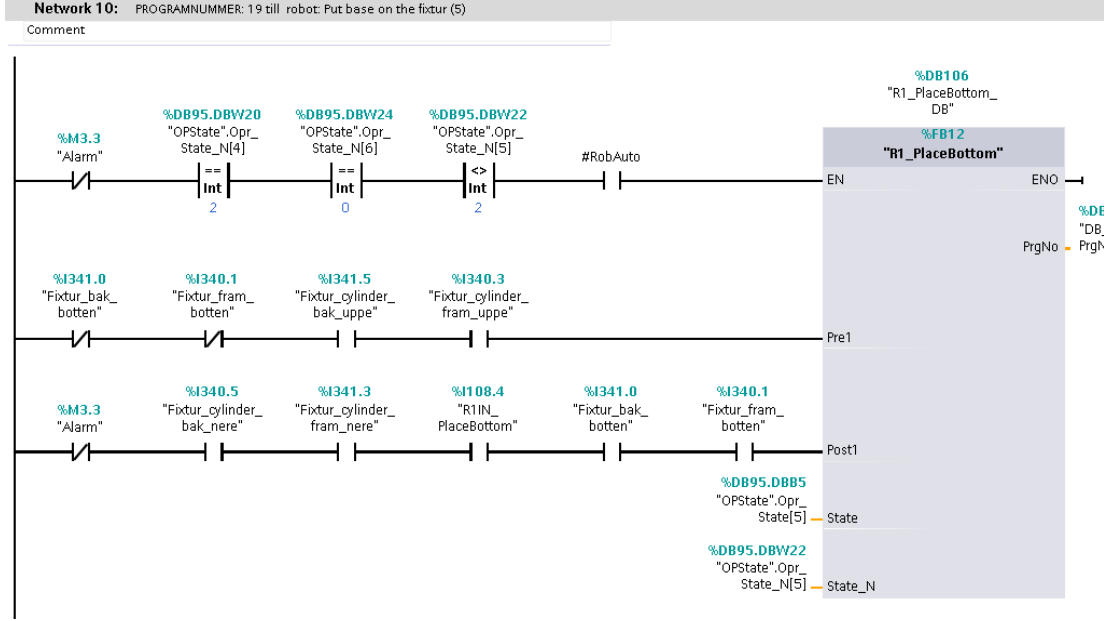 Network 10: PROGRAMNUMMER: 19 till robot: Put base on the fixtur (5)
Comment
%DB106
"R1_PlaceBottom_
DB"
%M3.3
"Alarm"
%DB95.DBW20
"OPState".Opr_
State_N[4]
==
Int
2
%DB95.DBW24
"OPState".Opr_
State_N[6]
==
Int
0
%DB95.DBW22
"OPState".Opr_
State_N[5]
<>
Int
2
#RobAuto
%FB12
"R1_PlaceBottom"
EN
ENO
%DB
"DB_
PrgN
PrgNo
%I341.0
"Fixtur_bak_
botten"
%I340.1
"Fixtur_fram_
botten"
%I341.5
"Fixtur_cylinder_
bak_uppe"
%I340.3
"Fixtur_cylinder_
fram_uppe"
Pre1
%M3.3
"Alarm"
%I340.5
"Fixtur_cylinder_
bak_nere"
%I341.3
"Fixtur_cylinder_
fram_nere"
%I108.4
"R1IN_
PlaceBottom"
%I341.0
"Fixtur_bak_
botten"
%I340.1
"Fixtur_fram_
botten"
Post1
%DB95.DBB5
"OPState".Opr_
State[5]
State
%DB95.DBW22
"OPState".Opr_
State_N[5]
State_N